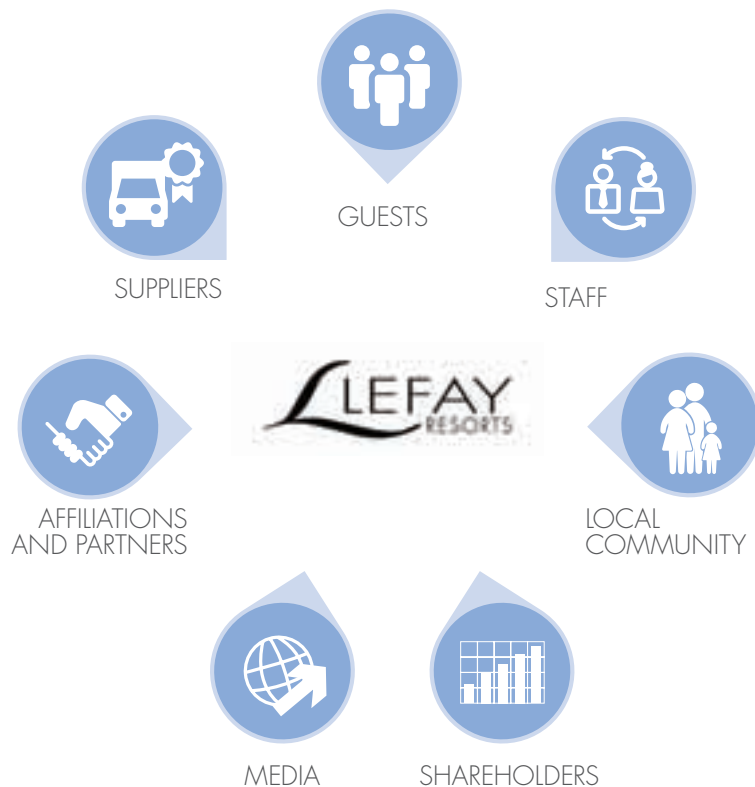 GUESTS
SUPPLIERS
STAFF
LEFAY
RESORTS
AFFILIATIONS
AND PARTNERS
LOCAL
COMMUNITY
MEDIA
SHAREHOLDERS